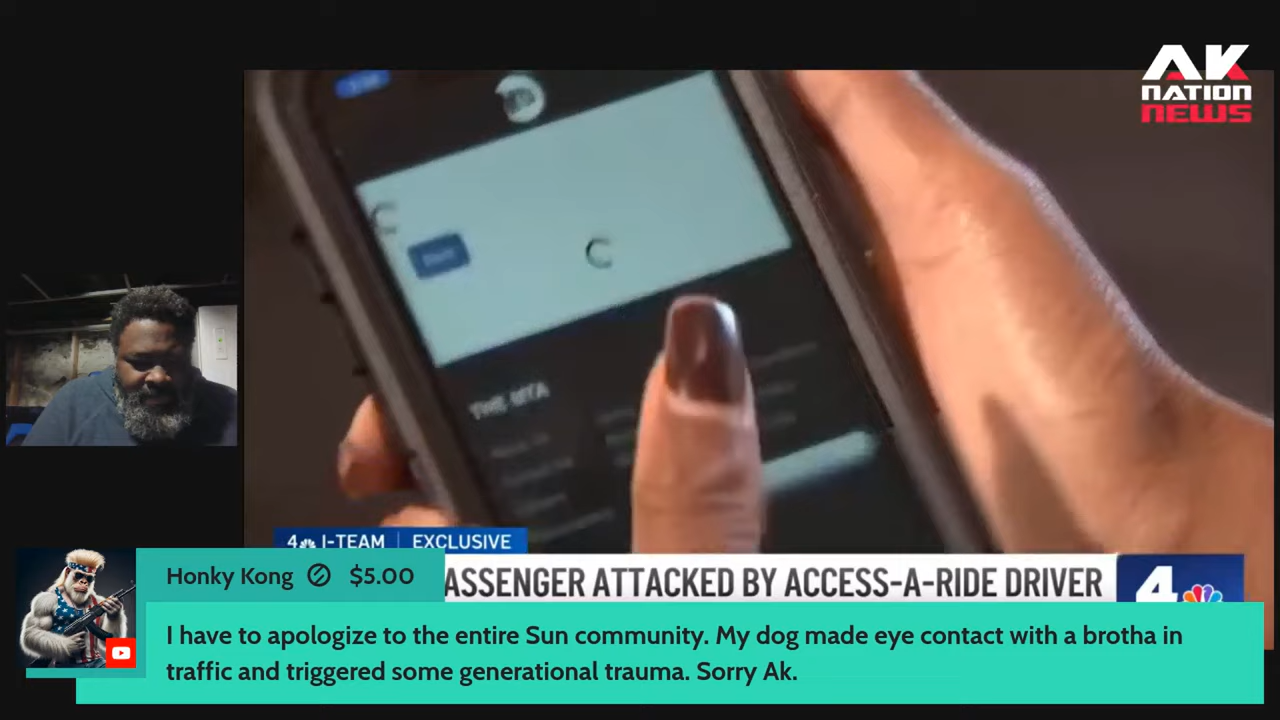 AK
NATION
NEWS
THE MTA
4 I-TEAM | EXCLUSIVE
Honky Kong $5.00
ASSENGER ATTACKED BY ACCESS-A-RIDE DRIVER
4
I have to apologize to the entire Sun community. My dog made eye contact with a brotha in
traffic and triggered some generational trauma. Sorry Ak.